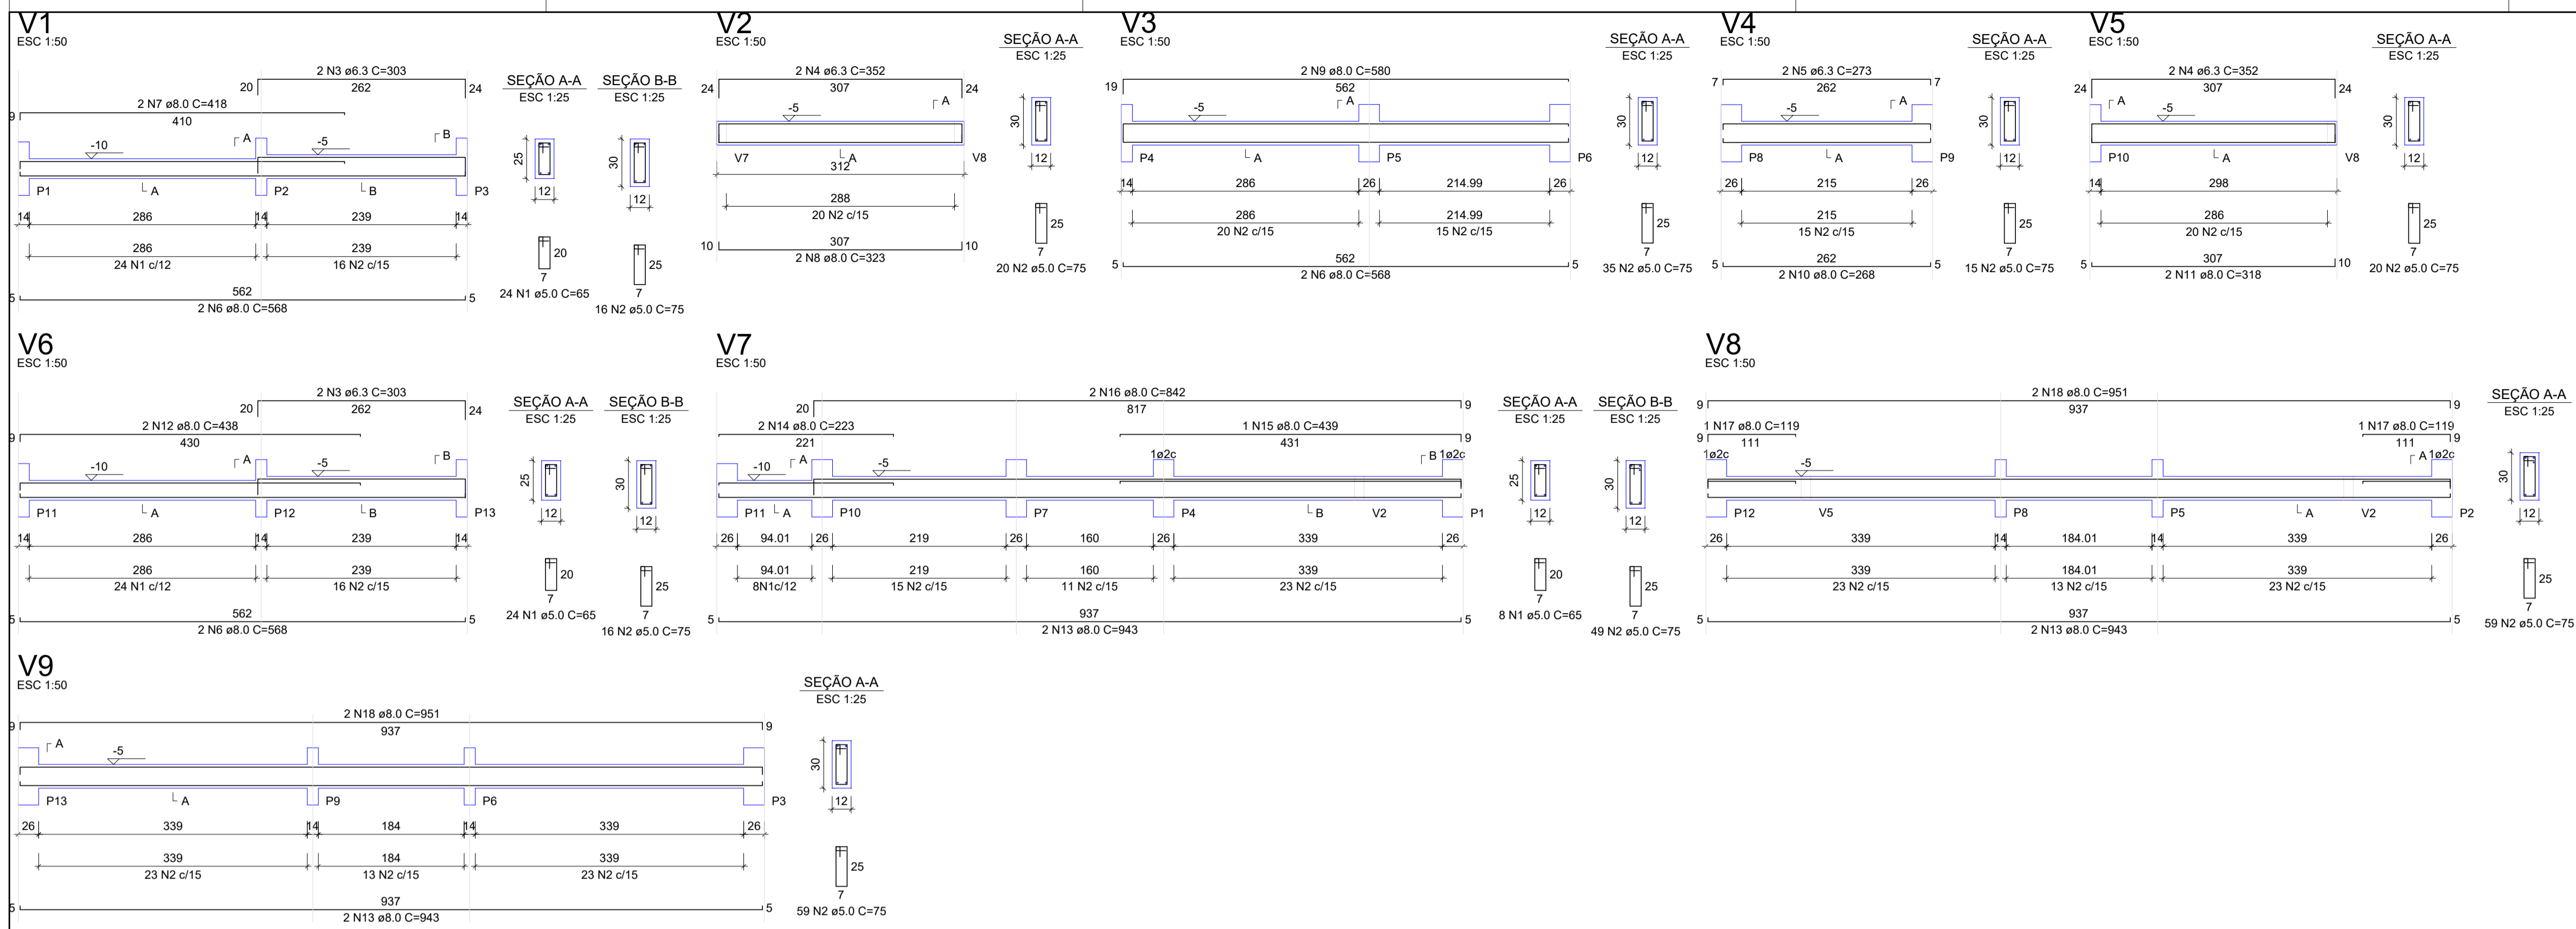 V1
ESC 1:50
2 N3 ø6.3 C=303
20 262 24
2 N7 ø8.0 C=418
9 410
-10 A -5 B
P1 A P2 B P3
14 286 14 239 14
286 239
24 N1 c/12 16 N2 c/15
5 562 5
2 N6 ø8.0 C=568
SEÇÃO A-A
ESC 1:25
25
12
20
7
24 N1 ø5.0 C=65
SEÇÃO B-B
ESC 1:25
30
12
25
7
16 N2 ø5.0 C=75
V2
ESC 1:50
2 N4 ø6.3 C=352
24 307 24
-5 A
V7 A V8
312
288
20 N2 c/15
10 307 10
2 N8 ø8.0 C=323
SEÇÃO A-A
ESC 1:25
30
12
25
7
20 N2 ø5.0 C=75
V3
ESC 1:50
2 N9 ø8.0 C=580
19 562
-5 A
P4 A P5 P6
14 286 26 214.99 26
286 214.99
20 N2 c/15 15 N2 c/15
5 562 5
2 N6 ø8.0 C=568
SEÇÃO A-A
ESC 1:25
30
12
25
7
35 N2 ø5.0 C=75
V4
ESC 1:50
2 N5 ø6.3 C=273
7 262 7
-5 A
P8 A P9
26 215 26
215
15 N2 c/15
5 262 5
2 N10 ø8.0 C=268
SEÇÃO A-A
ESC 1:25
30
12
25
7
15 N2 ø5.0 C=75
V5
ESC 1:50
2 N4 ø6.3 C=352
24 307 24
A -5
P10 A V8
14 298
286
20 N2 c/15
5 307 10
2 N11 ø8.0 C=318
SEÇÃO A-A
ESC 1:25
30
12
25
7
20 N2 ø5.0 C=75
V6
ESC 1:50
2 N3 ø6.3 C=303
20 262 24
2 N12 ø8.0 C=438
9 430
-10 A -5 B
P11 A P12 B P13
14 286 14 239 14
286 239
24 N1 c/12 16 N2 c/15
5 562 5
2 N6 ø8.0 C=568
SEÇÃO A-A
ESC 1:25
25
12
20
7
24 N1 ø5.0 C=65
SEÇÃO B-B
ESC 1:25
30
12
25
7
16 N2 ø5.0 C=75
V7
ESC 1:50
2 N16 ø8.0 C=842
20 817 9
2 N14 ø8.0 C=223 1 N15 ø8.0 C=439
221 431 9
-10 A -5 1ø2c B 1ø2c
P11 A P10 P7 P4 B V2 P1
26 94.01 26 219 26 160 26 339 26
94.01 219 160 339
8N1c/12 15 N2 c/15 11 N2 c/15 23 N2 c/15
5 937 5
2 N13 ø8.0 C=943
SEÇÃO A-A
ESC 1:25
25
12
20
7
8 N1 ø5.0 C=65
SEÇÃO B-B
ESC 1:25
30
12
25
7
49 N2 ø5.0 C=75
V8
ESC 1:50
2 N18 ø8.0 C=951
9 937 9
1 N17 ø8.0 C=119 1 N17 ø8.0 C=119
9 111 111 9
1ø2c -5 A 1ø2c
P12 V5 P8 P5 A V2 P2
26 339 14 184.01 14 339 26
339 184.01 339
23 N2 c/15 13 N2 c/15 23 N2 c/15
5 937 5
2 N13 ø8.0 C=943
SEÇÃO A-A
ESC 1:25
30
12
25
7
59 N2 ø5.0 C=75
V9
ESC 1:50
2 N18 ø8.0 C=951
9 937 9
A -5
P13 A P9 P6 P3
26 339 14 184 14 339 26
339 184 339
23 N2 c/15 13 N2 c/15 23 N2 c/15
5 937 5
2 N13 ø8.0 C=943
SEÇÃO A-A
ESC 1:25
30
12
25
7
59 N2 ø5.0 C=75